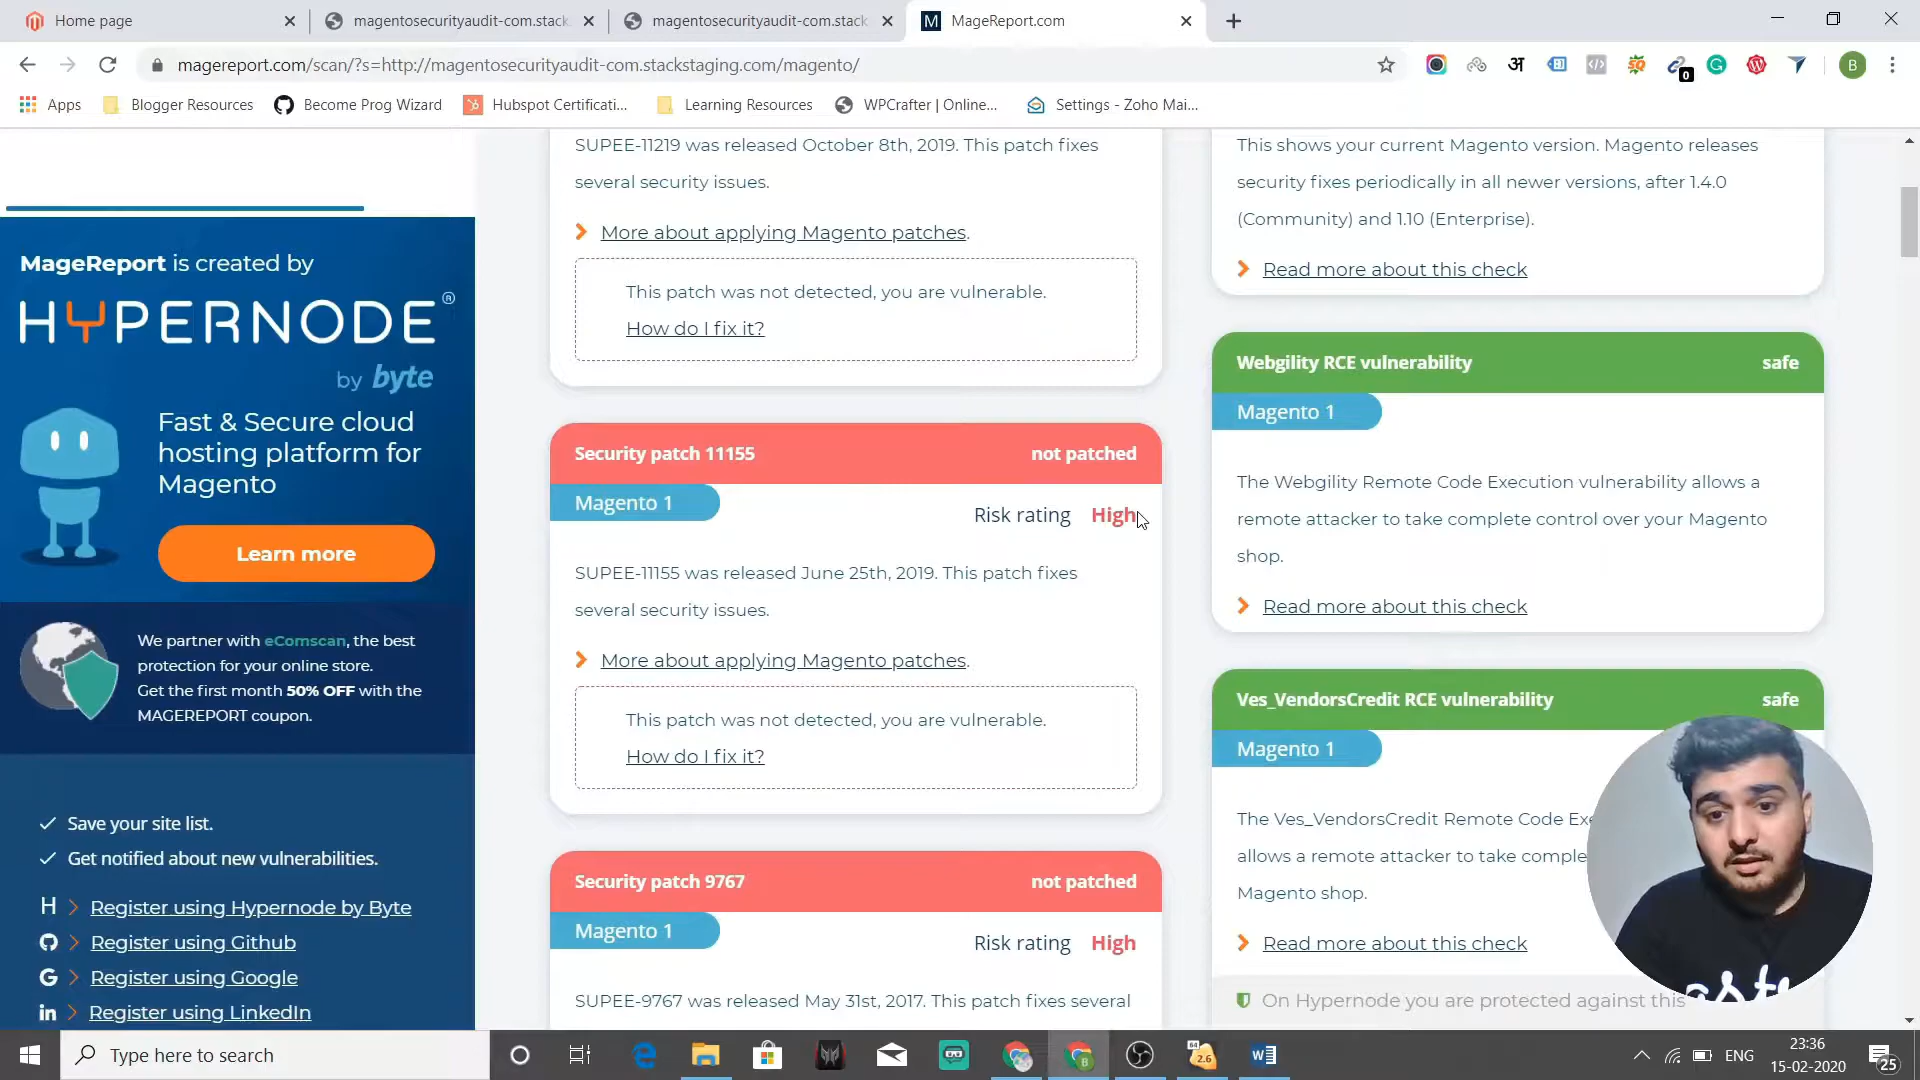 Home page
magentosecurityaudit-com.stack
magentosecurityaudit-com.stack
M MageReport.com
magereport.com/scan/?s=http://magentosecurityaudit-com.stackstaging.com/magento/
Apps
Blogger Resources
Become Prog Wizard
Hubspot Certificati...
Learning Resources
WPCrafter | Online...
Settings - Zoho Mai...
MageReport is created by
HYPERNODE®
by byte
Fast & Secure cloud
hosting platform for
Magento
Learn more
We partner with eComscan, the best
protection for your online store.
Get the first month 50% OFF with the
MAGEREPORT coupon.
Save your site list.
Get notified about new vulnerabilities.
H Register using Hypernode by Byte
Register using Github
G Register using Google
in Register using LinkedIn
SUPEE-11219 was released October 8th, 2019. This patch fixes
several security issues.
More about applying Magento patches.
This patch was not detected, you are vulnerable.
How do I fix it?
Security patch 11155 not patched
Magento 1
Risk rating High
SUPEE-11155 was released June 25th, 2019. This patch fixes
several security issues.
More about applying Magento patches.
This patch was not detected, you are vulnerable.
How do I fix it?
Security patch 9767 not patched
Magento 1
Risk rating High
SUPEE-9767 was released May 31st, 2017. This patch fixes several
This shows your current Magento version. Magento releases
security fixes periodically in all newer versions, after 1.4.0
(Community) and 1.10 (Enterprise).
Read more about this check
Webgility RCE vulnerability safe
Magento 1
The Webgility Remote Code Execution vulnerability allows a
remote attacker to take complete control over your Magento
shop.
Read more about this check
Ves_VendorsCredit RCE vulnerability safe
Magento 1
The Ves_VendorsCredit Remote Code Exe
allows a remote attacker to take comple
Magento shop.
Read more about this check
On Hypernode you are protected against this
Type here to search
64
2.6
ENG
23:36
15-02-2020
25